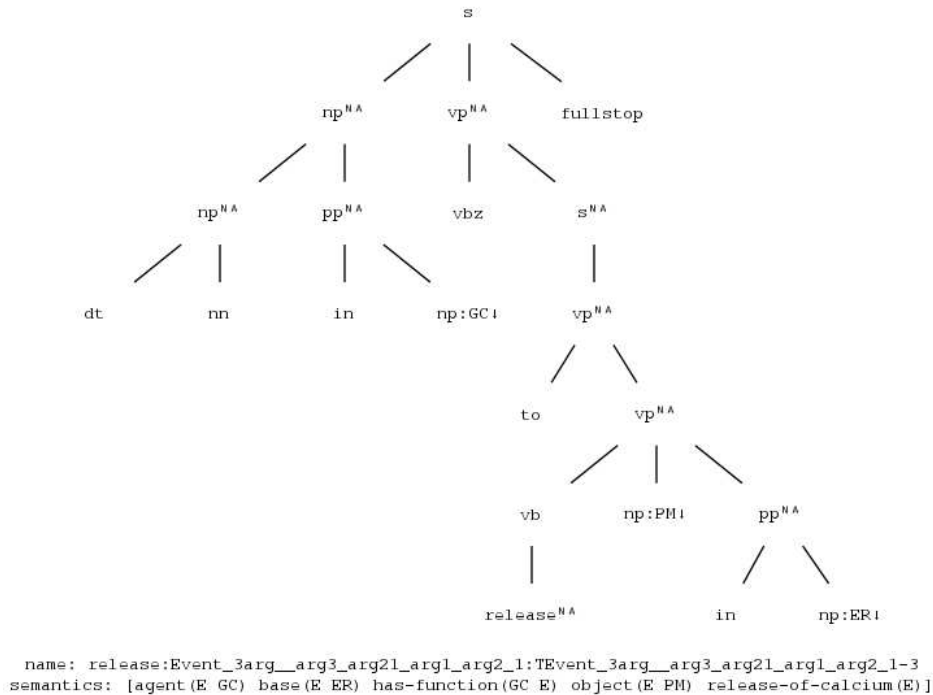 s
np^NA vp^NA fullstop
np^NA pp^NA vbz s^NA
dt nn in np:GC↓ vp^NA
to vp^NA
vb np:PM↓ pp^NA
release^NA in np:ER↓
name: release:Event_3arg__arg3_arg21_arg1_arg2_1:TEvent_3arg__arg3_arg21_arg1_arg2_1-3
semantics: [agent(E GC) base(E ER) has-function(GC E) object(E PM) release-of-calcium(E)]